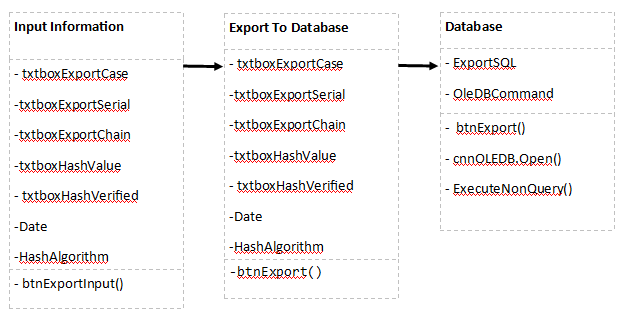 Input Information
- txtboxExportCase
-txtboxExportSerial
-txtboxExportChain
-txtboxHashValue
- txtboxHashVerified
-Date
-HashAlgorithm
- btnExportInput()
Export To Database
- txtboxExportCase
-txtboxExportSerial
-txtboxExportChain
-txtboxHashValue
- txtboxHashVerified
-Date
-HashAlgorithm
-btnExport()
Database
- ExportSQL
- OleDBCommand
- btnExport()
- cnnOLEDB.Open()
- ExecuteNonQuery()